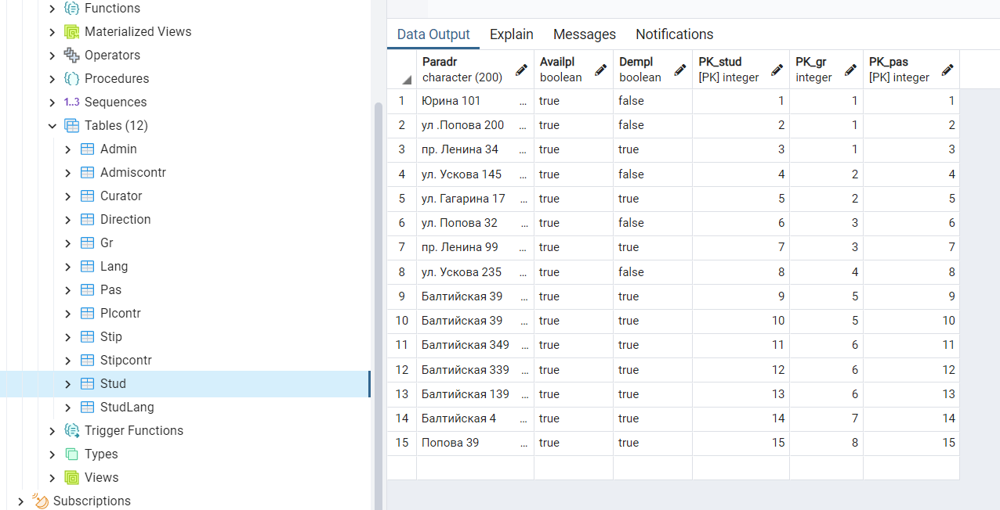 Functions
Materialized Views
Operators
Procedures
1..3 Sequences
Tables (12)
Admin
Admiscontr
Curator
Direction
Gr
Lang
Pas
Plcontr
Stip
Stipcontr
Stud
StudLang
Trigger Functions
Types
Views
Subscriptions
Data Output Explain Messages Notifications
Paradr Availpl Dempl PK_stud PK_gr PK_pas
character (200) boolean boolean [PK] integer integer [PK] integer
1 Юрина 101 ... true false 1 1 1
2 ул .Попова 200 ... true false 2 1 2
3 пр. Ленина 34 ... true true 3 1 3
4 ул. Ускова 145 ... true false 4 2 4
5 ул. Гагарина 17 ... true true 5 2 5
6 ул. Попова 32 ... true false 6 3 6
7 пр. Ленина 99 ... true true 7 3 7
8 ул. Ускова 235 ... true false 8 4 8
9 Балтийская 39 ... true true 9 5 9
10 Балтийская 39 ... true true 10 5 10
11 Балтийская 349 ... true true 11 6 11
12 Балтийская 339 ... true true 12 6 12
13 Балтийская 139 ... true true 13 6 13
14 Балтийская 4 ... true true 14 7 14
15 Попова 39 ... true true 15 8 15